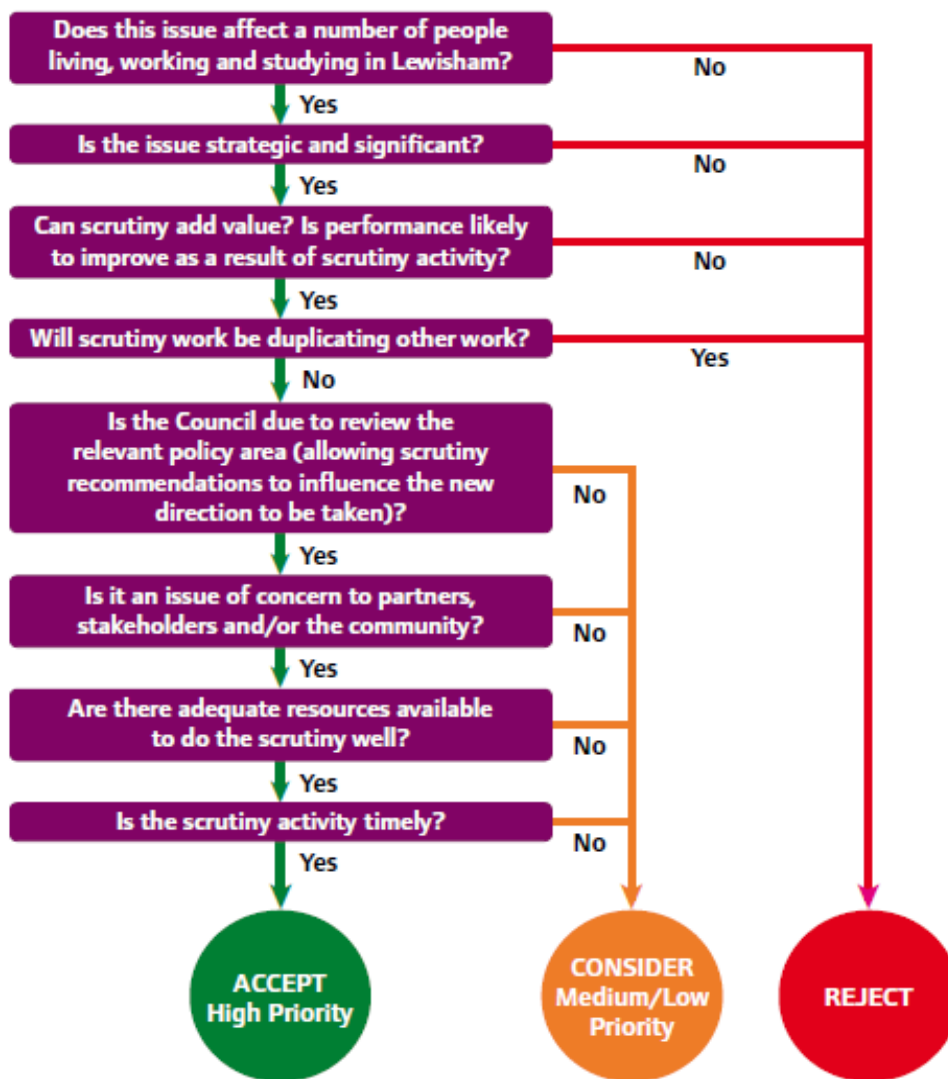 Does this issue affect a number of people
living, working and studying in Lewisham?
No
Yes
Is the issue strategic and significant?
No
Yes
Can scrutiny add value? Is performance likely
to improve as a result of scrutiny activity?
No
Yes
Will scrutiny work be duplicating other work?
Yes
No
Is the Council due to review the
relevant policy area (allowing scrutiny
recommendations to influence the new
direction to be taken)?
No
Yes
Is it an issue of concern to partners,
stakeholders and/or the community?
No
Yes
Are there adequate resources available
to do the scrutiny well?
No
Yes
Is the scrutiny activity timely?
No
Yes
ACCEPT
High Priority
CONSIDER
Medium/Low
Priority
REJECT